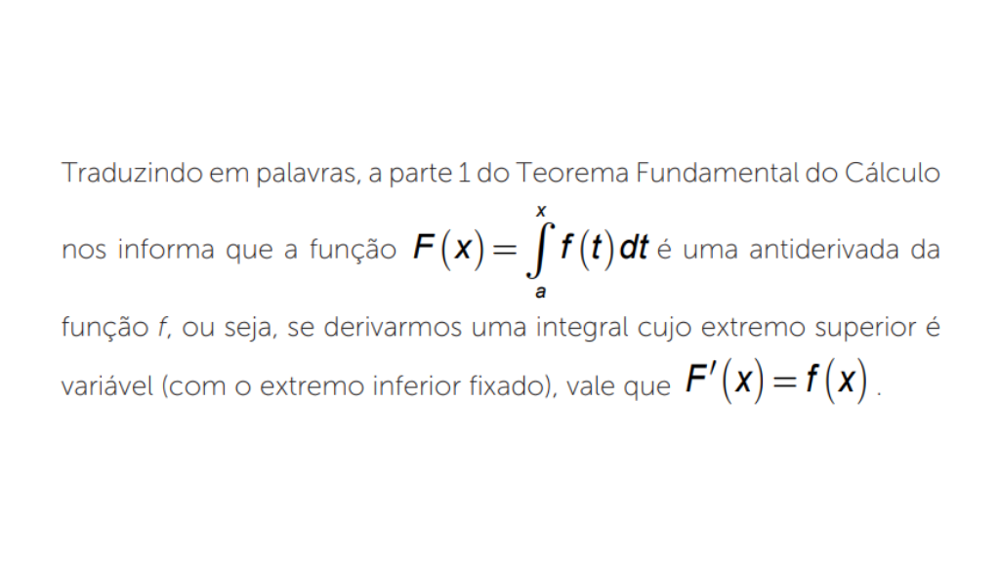 Traduzindo em palavras, a parte 1 do Teorema Fundamental do Cálculo
nos informa que a função F(x) = ∫ₐˣ f(t) dt é uma antiderivada da
função f, ou seja, se derivarmos uma integral cujo extremo superior é
variável (com o extremo inferior fixado), vale que F′(x) = f(x).